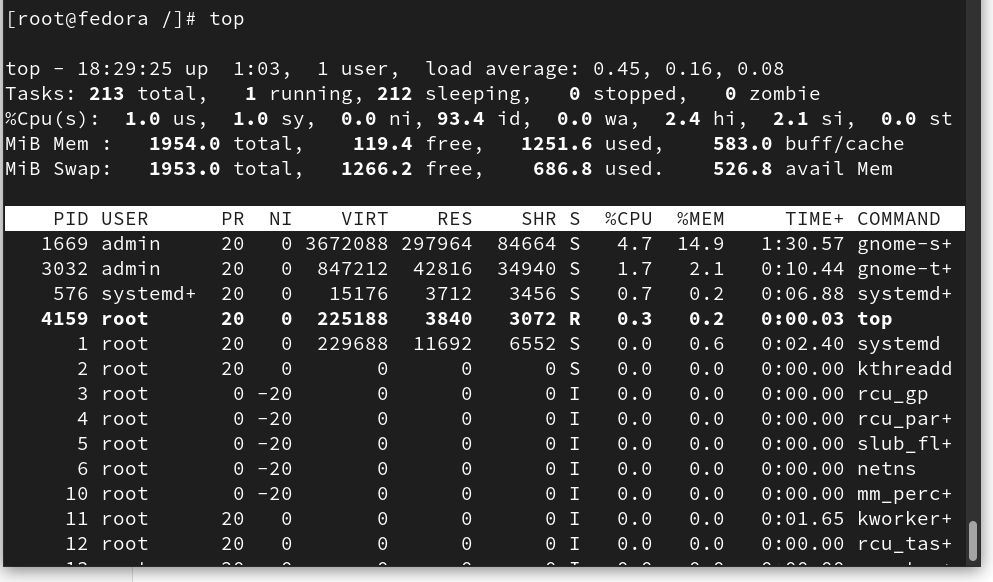 [root@fedora /]# top
top - 18:29:25 up  1:03,  1 user,  load average: 0.45, 0.16, 0.08
Tasks: 213 total,   1 running, 212 sleeping,   0 stopped,   0 zombie
%Cpu(s):  1.0 us,  1.0 sy,  0.0 ni, 93.4 id,  0.0 wa,  2.4 hi,  2.1 si,  0.0 st
MiB Mem :   1954.0 total,    119.4 free,   1251.6 used,    583.0 buff/cache
MiB Swap:   1953.0 total,   1266.2 free,    686.8 used.    526.8 avail Mem
PID USER      PR  NI    VIRT    RES    SHR S  %CPU  %MEM     TIME+ COMMAND
1669 admin     20   0 3672088 297964  84664 S   4.7  14.9   1:30.57 gnome-s+
3032 admin     20   0  847212  42816  34940 S   1.7   2.1   0:10.44 gnome-t+
576 systemd+  20   0   15176   3712   3456 S   0.7   0.2   0:06.88 systemd+
4159 root      20   0  225188   3840   3072 R   0.3   0.2   0:00.03 top
1 root      20   0  229688  11692   6552 S   0.0   0.6   0:02.40 systemd
2 root      20   0       0      0      0 S   0.0   0.0   0:00.00 kthreadd
3 root       0 -20       0      0      0 I   0.0   0.0   0:00.00 rcu_gp
4 root       0 -20       0      0      0 I   0.0   0.0   0:00.00 rcu_par+
5 root       0 -20       0      0      0 I   0.0   0.0   0:00.00 slub_fl+
6 root       0 -20       0      0      0 I   0.0   0.0   0:00.00 netns
10 root       0 -20       0      0      0 I   0.0   0.0   0:00.00 mm_perc+
11 root      20   0       0      0      0 I   0.0   0.0   0:01.65 kworker+
12 root      20   0       0      0      0 I   0.0   0.0   0:00.00 rcu_tas+